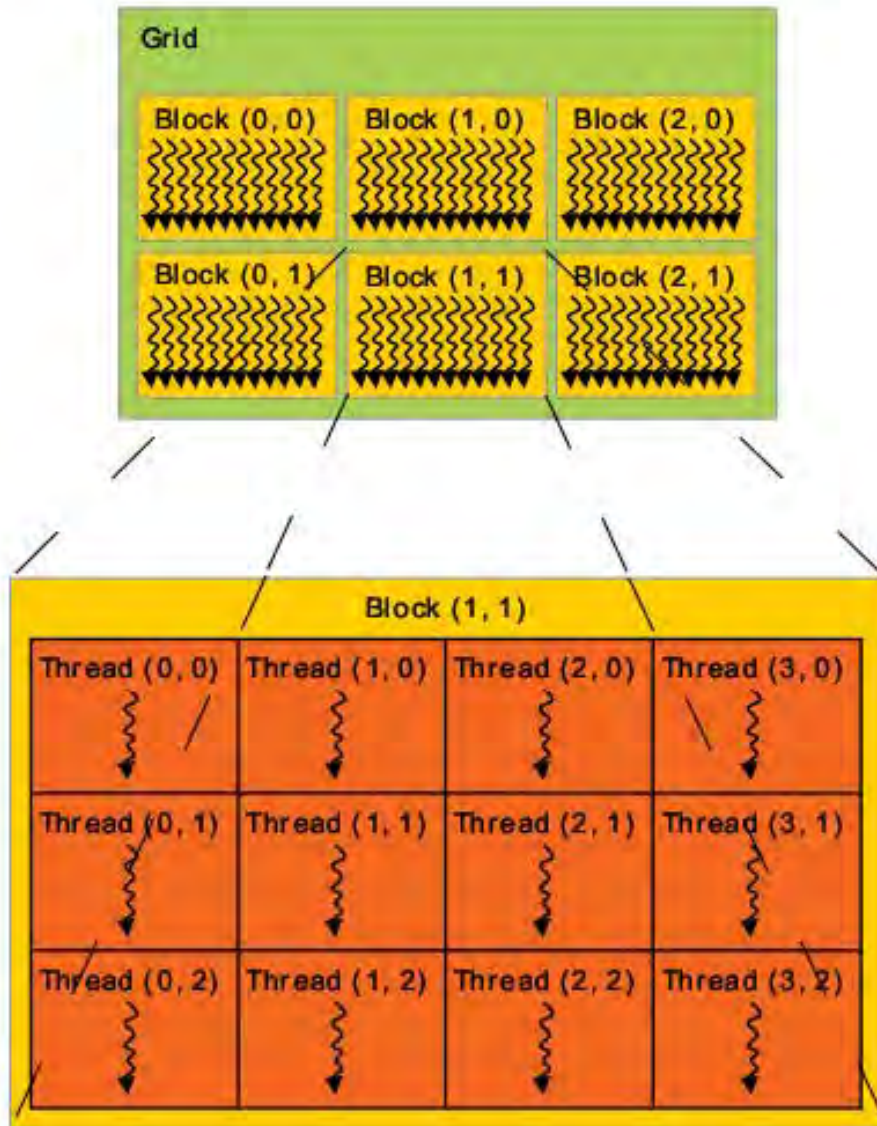 Grid
Block (0, 0) Block (1, 0) Block (2, 0)
Block (0, 1) Block (1, 1) Block (2, 1)
Block (1, 1)
Thread (0, 0) Thread (1, 0) Thread (2, 0) Thread (3, 0)
Thread (0, 1) Thread (1, 1) Thread (2, 1) Thread (3, 1)
Thread (0, 2) Thread (1, 2) Thread (2, 2) Thread (3, 2)